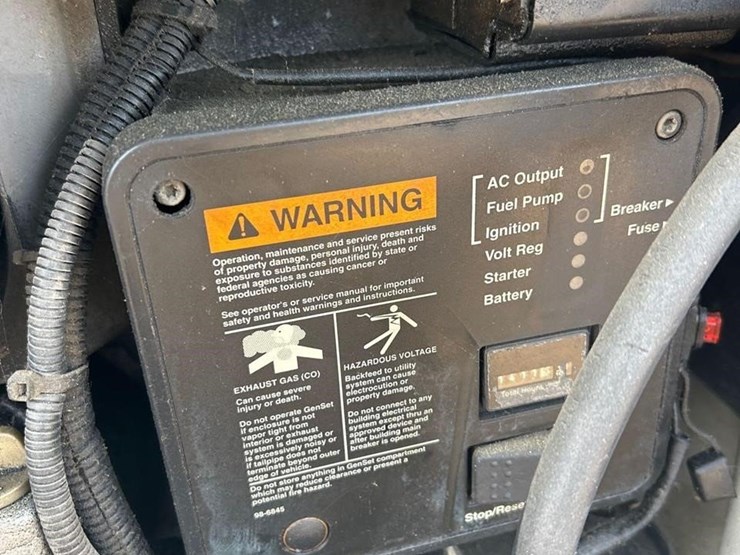 WARNING
Operation, maintenance and service present risks
of property damage, personal injury, death and
exposure to substances identified by state or
federal agencies as causing cancer or
reproductive toxicity.
See operator's or service manual for important
safety and health warnings and instructions.
EXHAUST GAS (CO)
Can cause severe
injury or death.
Do not operate GenSet
if enclosure is not
vapor tight from
interior or exhaust
system is damaged or
is excessively noisy or
if tailpipe does not
terminate beyond outer
edge of vehicle.
HAZARDOUS VOLTAGE
Backfeed to utility
system can cause
electrocution or
property damage.
Do not connect to any
building electrical
system except thru an
approved device and
after building main
breaker is opened.
Do not store anything in GenSet compartment
which may reduce clearance or present a
potential fire hazard.
98-6845
AC Output
Fuel Pump
Ignition
Volt Reg
Starter
Battery
Breaker
Fuse
Total Hours
Stop/Rese